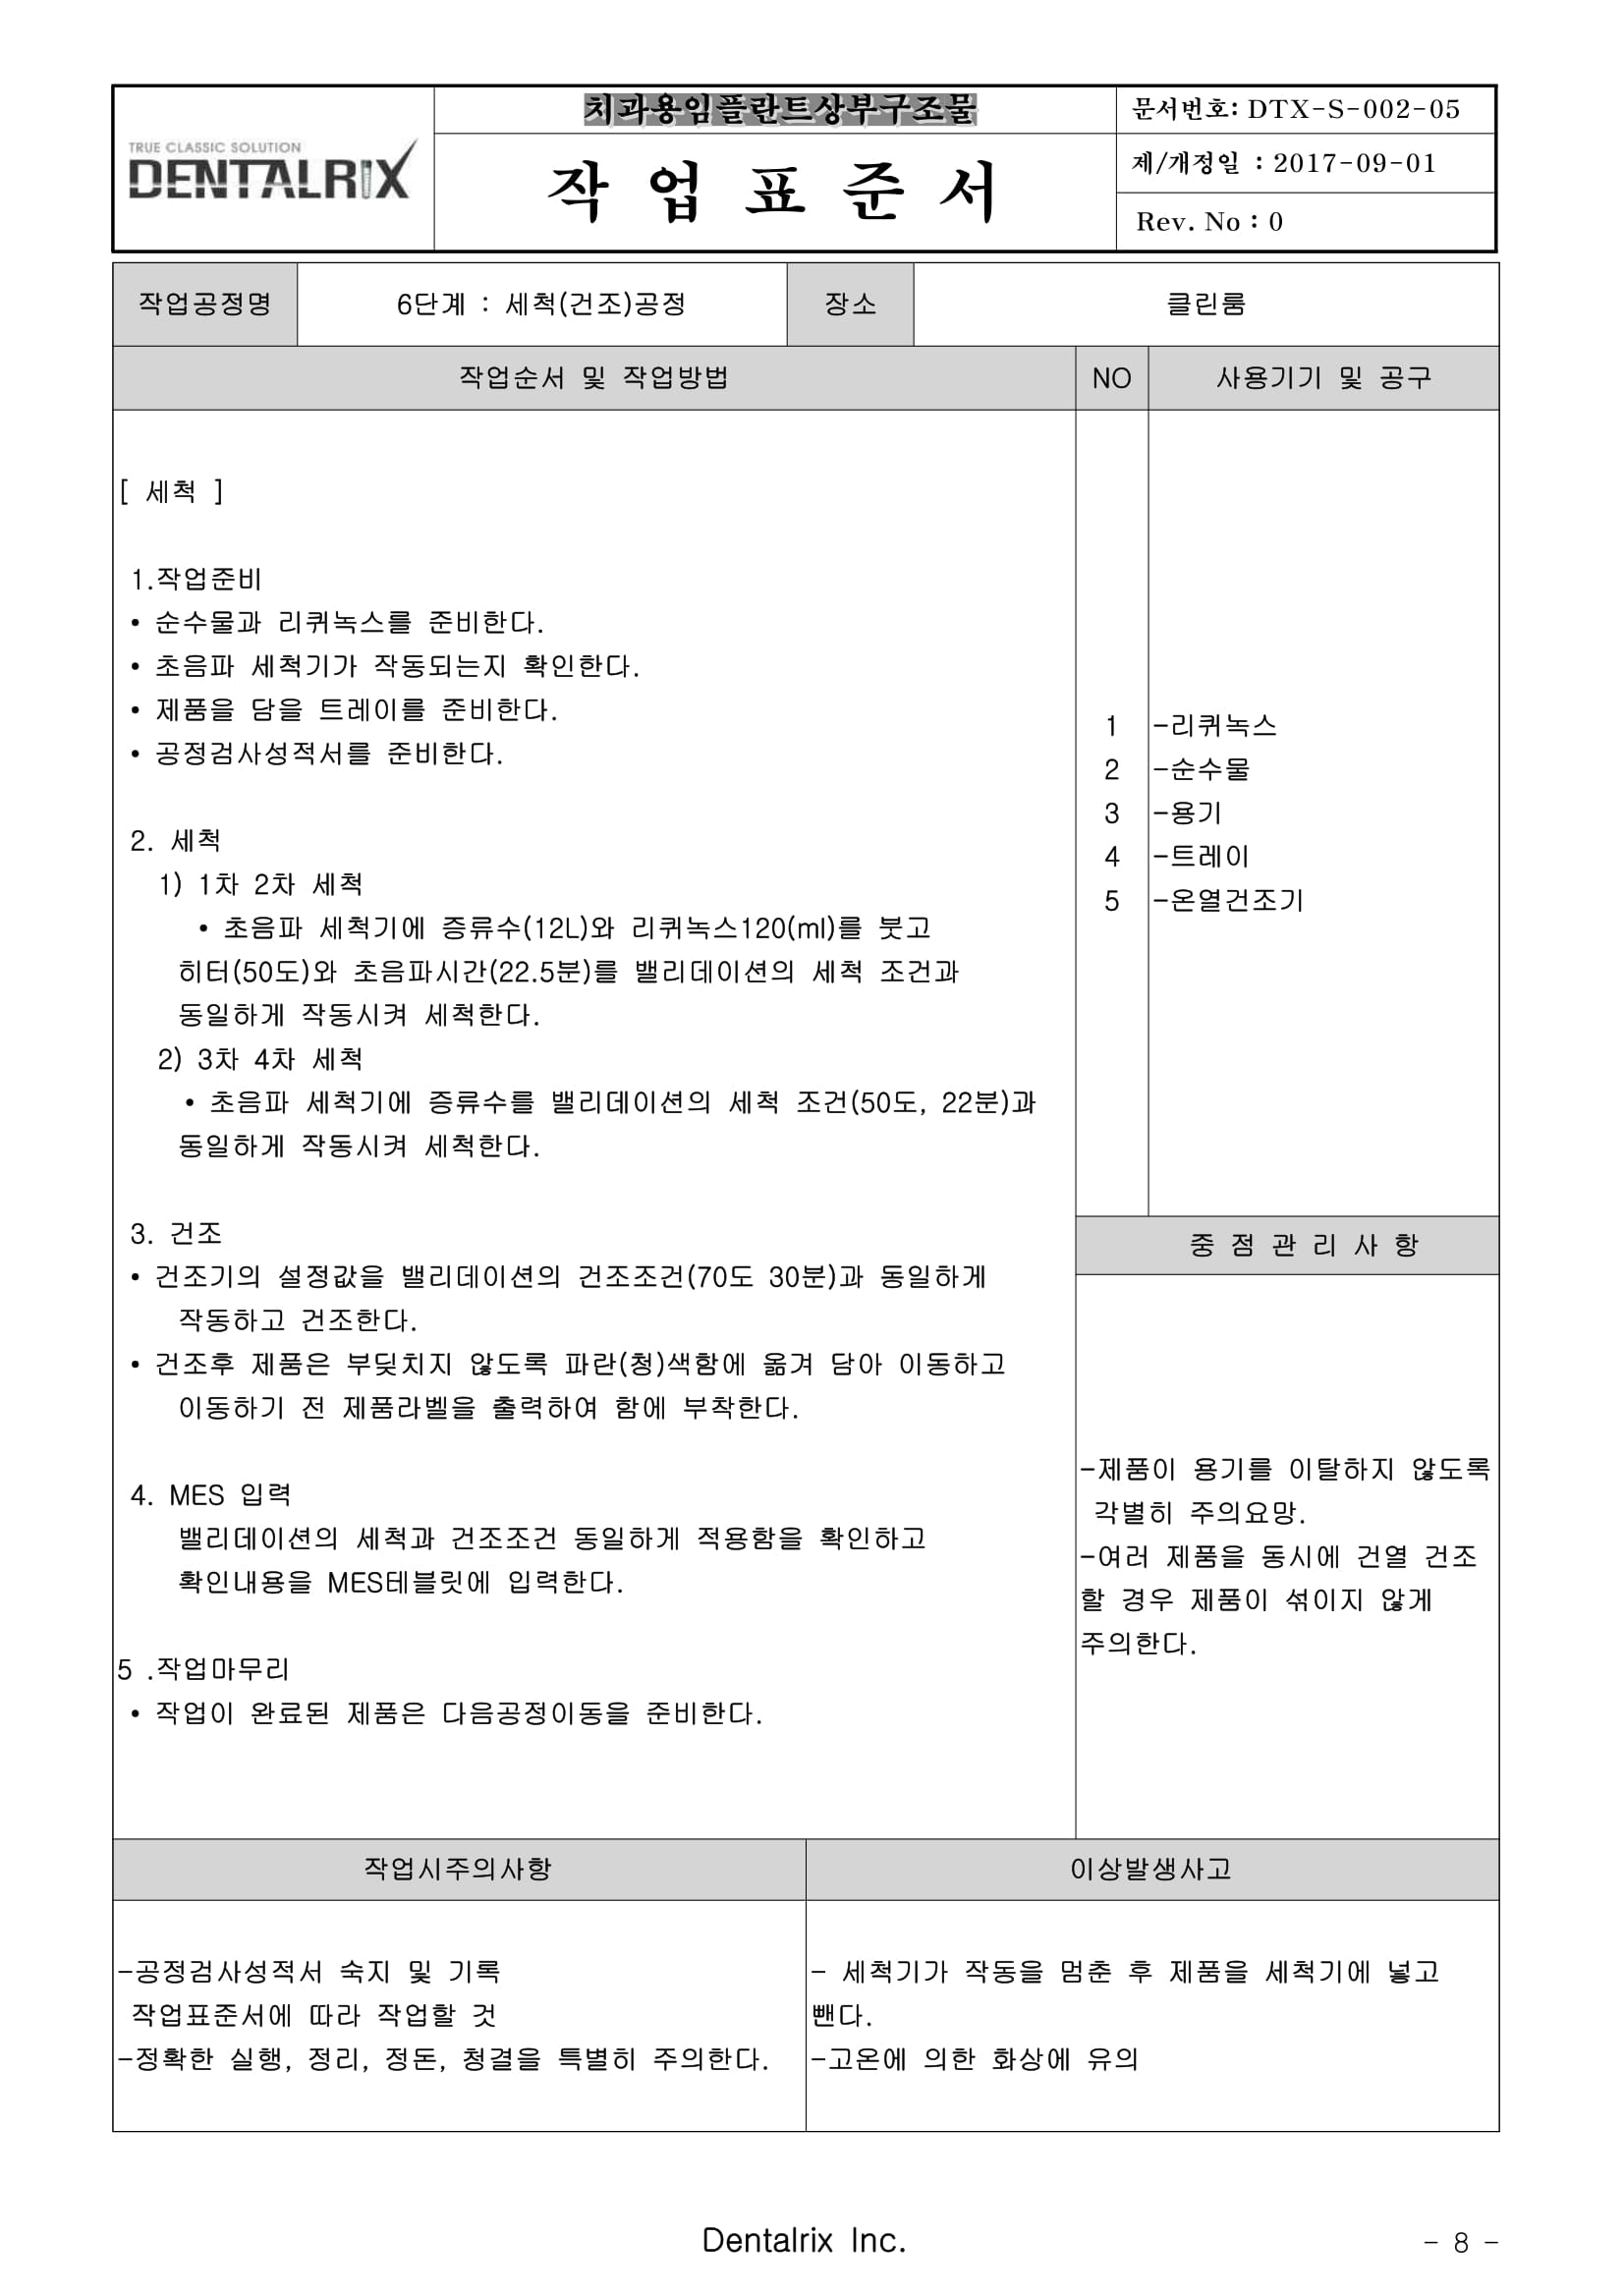 TRUE CLASSIC SOLUTION
DENTALRIX
치과용임플란트상부구조물
작 업 표 준 서
문서번호: DTX-S-002-05
제/개정일 : 2017-09-01
Rev. No : 0
작업공정명
6단계 : 세척(건조)공정
장소
클린룸
작업순서 및 작업방법
NO
사용기기 및 공구
[ 세척 ]
1.작업준비
• 순수물과 리퀴녹스를 준비한다.
• 초음파 세척기가 작동되는지 확인한다.
• 제품을 담을 트레이를 준비한다.
• 공정검사성적서를 준비한다.
2. 세척
1) 1차 2차 세척
• 초음파 세척기에 증류수(12L)와 리퀴녹스120(ml)를 붓고
히터(50도)와 초음파시간(22.5분)를 밸리데이션의 세척 조건과
동일하게 작동시켜 세척한다.
2) 3차 4차 세척
• 초음파 세척기에 증류수를 밸리데이션의 세척 조건(50도, 22분)과
동일하게 작동시켜 세척한다.
3. 건조
• 건조기의 설정값을 밸리데이션의 건조조건(70도 30분)과 동일하게
작동하고 건조한다.
• 건조후 제품은 부딪치지 않도록 파란(청)색함에 옮겨 담아 이동하고
이동하기 전 제품라벨을 출력하여 함에 부착한다.
4. MES 입력
밸리데이션의 세척과 건조조건 동일하게 적용함을 확인하고
확인내용을 MES테블릿에 입력한다.
5 .작업마무리
• 작업이 완료된 제품은 다음공정이동을 준비한다.
1 -리퀴녹스
2 -순수물
3 -용기
4 -트레이
5 -온열건조기
중 점 관 리 사 항
-제품이 용기를 이탈하지 않도록
각별히 주의요망.
-여러 제품을 동시에 건열 건조
할 경우 제품이 섞이지 않게
주의한다.
작업시주의사항
이상발생사고
-공정검사성적서 숙지 및 기록
작업표준서에 따라 작업할 것
-정확한 실행, 정리, 정돈, 청결을 특별히 주의한다.
- 세척기가 작동을 멈춘 후 제품을 세척기에 넣고
뺀다.
-고온에 의한 화상에 유의
Dentalrix Inc.
- 8 -